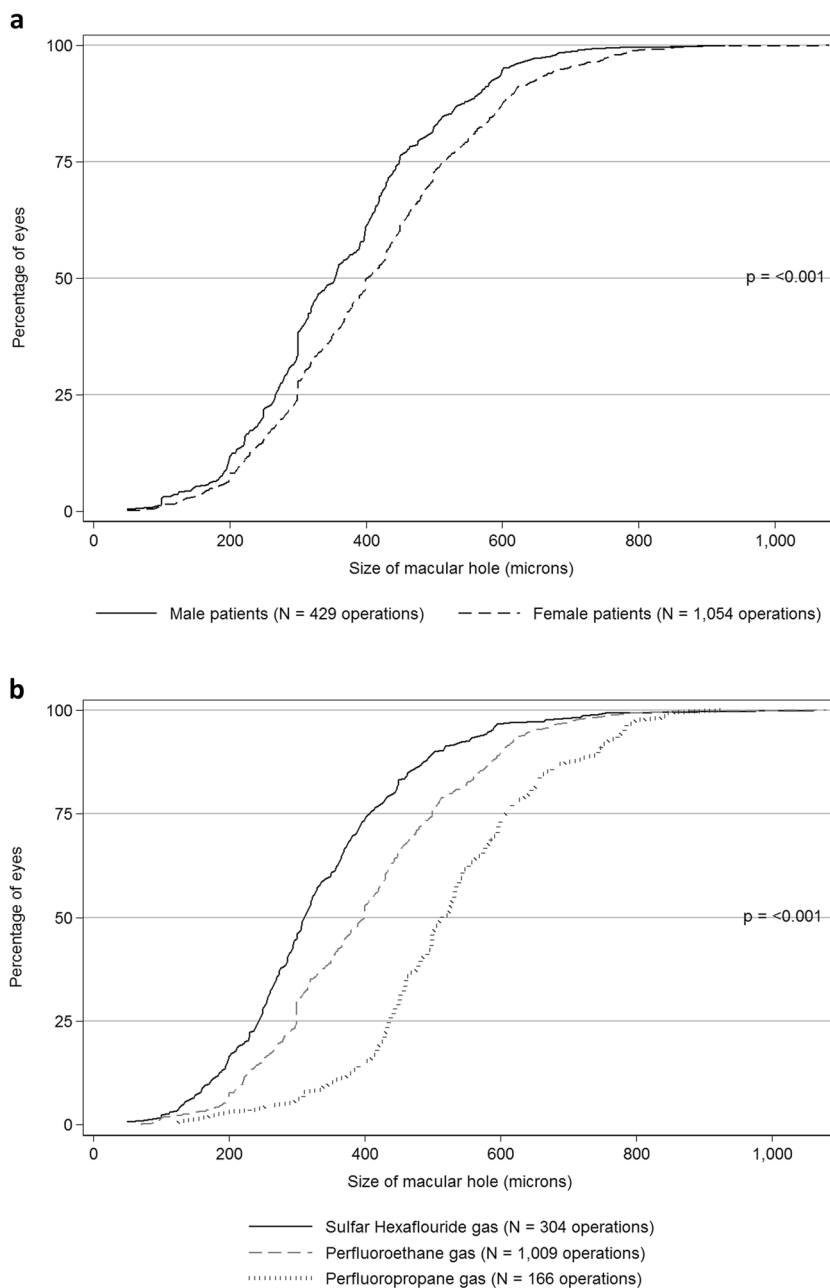 a
100
75
50
25
0
Percentage of eyes
p = <0.001
0 200 400 600 800 1,000
Size of macular hole (microns)
Male patients (N = 429 operations) Female patients (N = 1,054 operations)
b
100
75
50
25
0
Percentage of eyes
p = <0.001
0 200 400 600 800 1,000
Size of macular hole (microns)
Sulfar Hexaflouride gas (N = 304 operations)
Perfluoroethane gas (N = 1,009 operations)
Perfluoropropane gas (N = 166 operations)